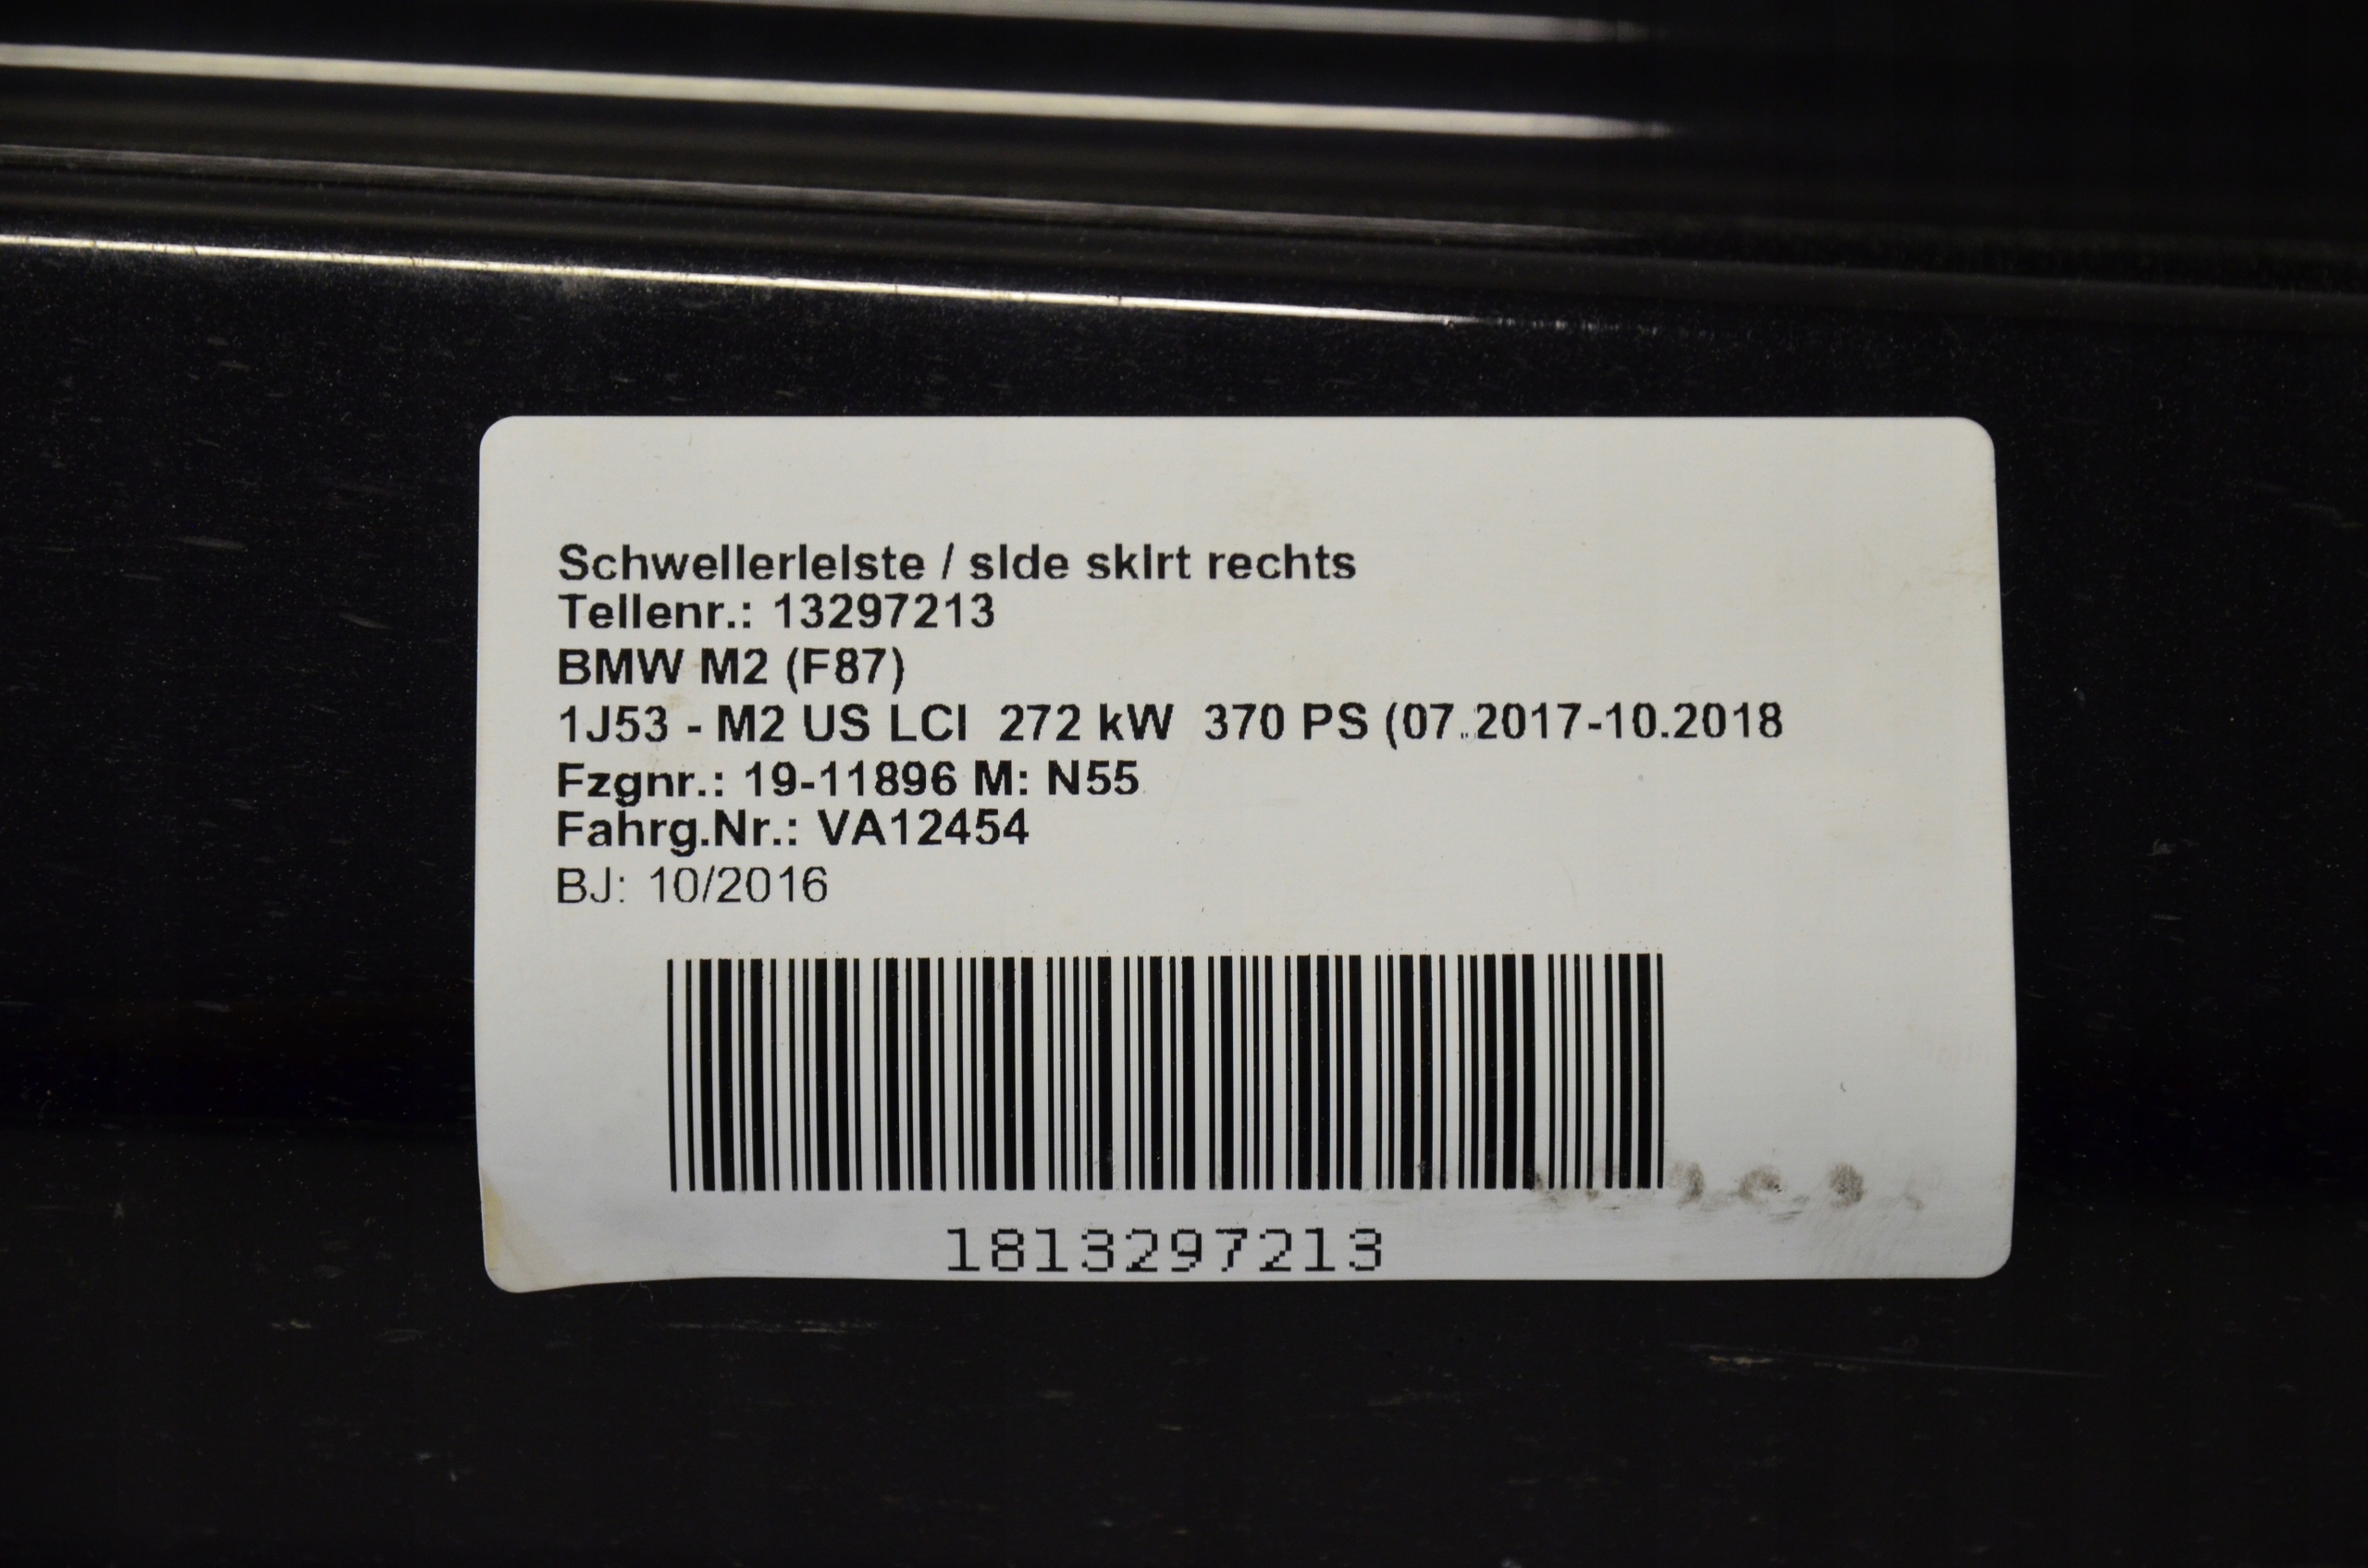 Schwellerleiste / side skirt rechts
Teilenr.: 13297213
BMW M2 (F87)
1J53 - M2 US LCI  272 kW  370 PS (07.2017-10.2018
Fzgnr.: 19-11896 M: N55
Fahrg.Nr.: VA12454
BJ: 10/2016
1813297213